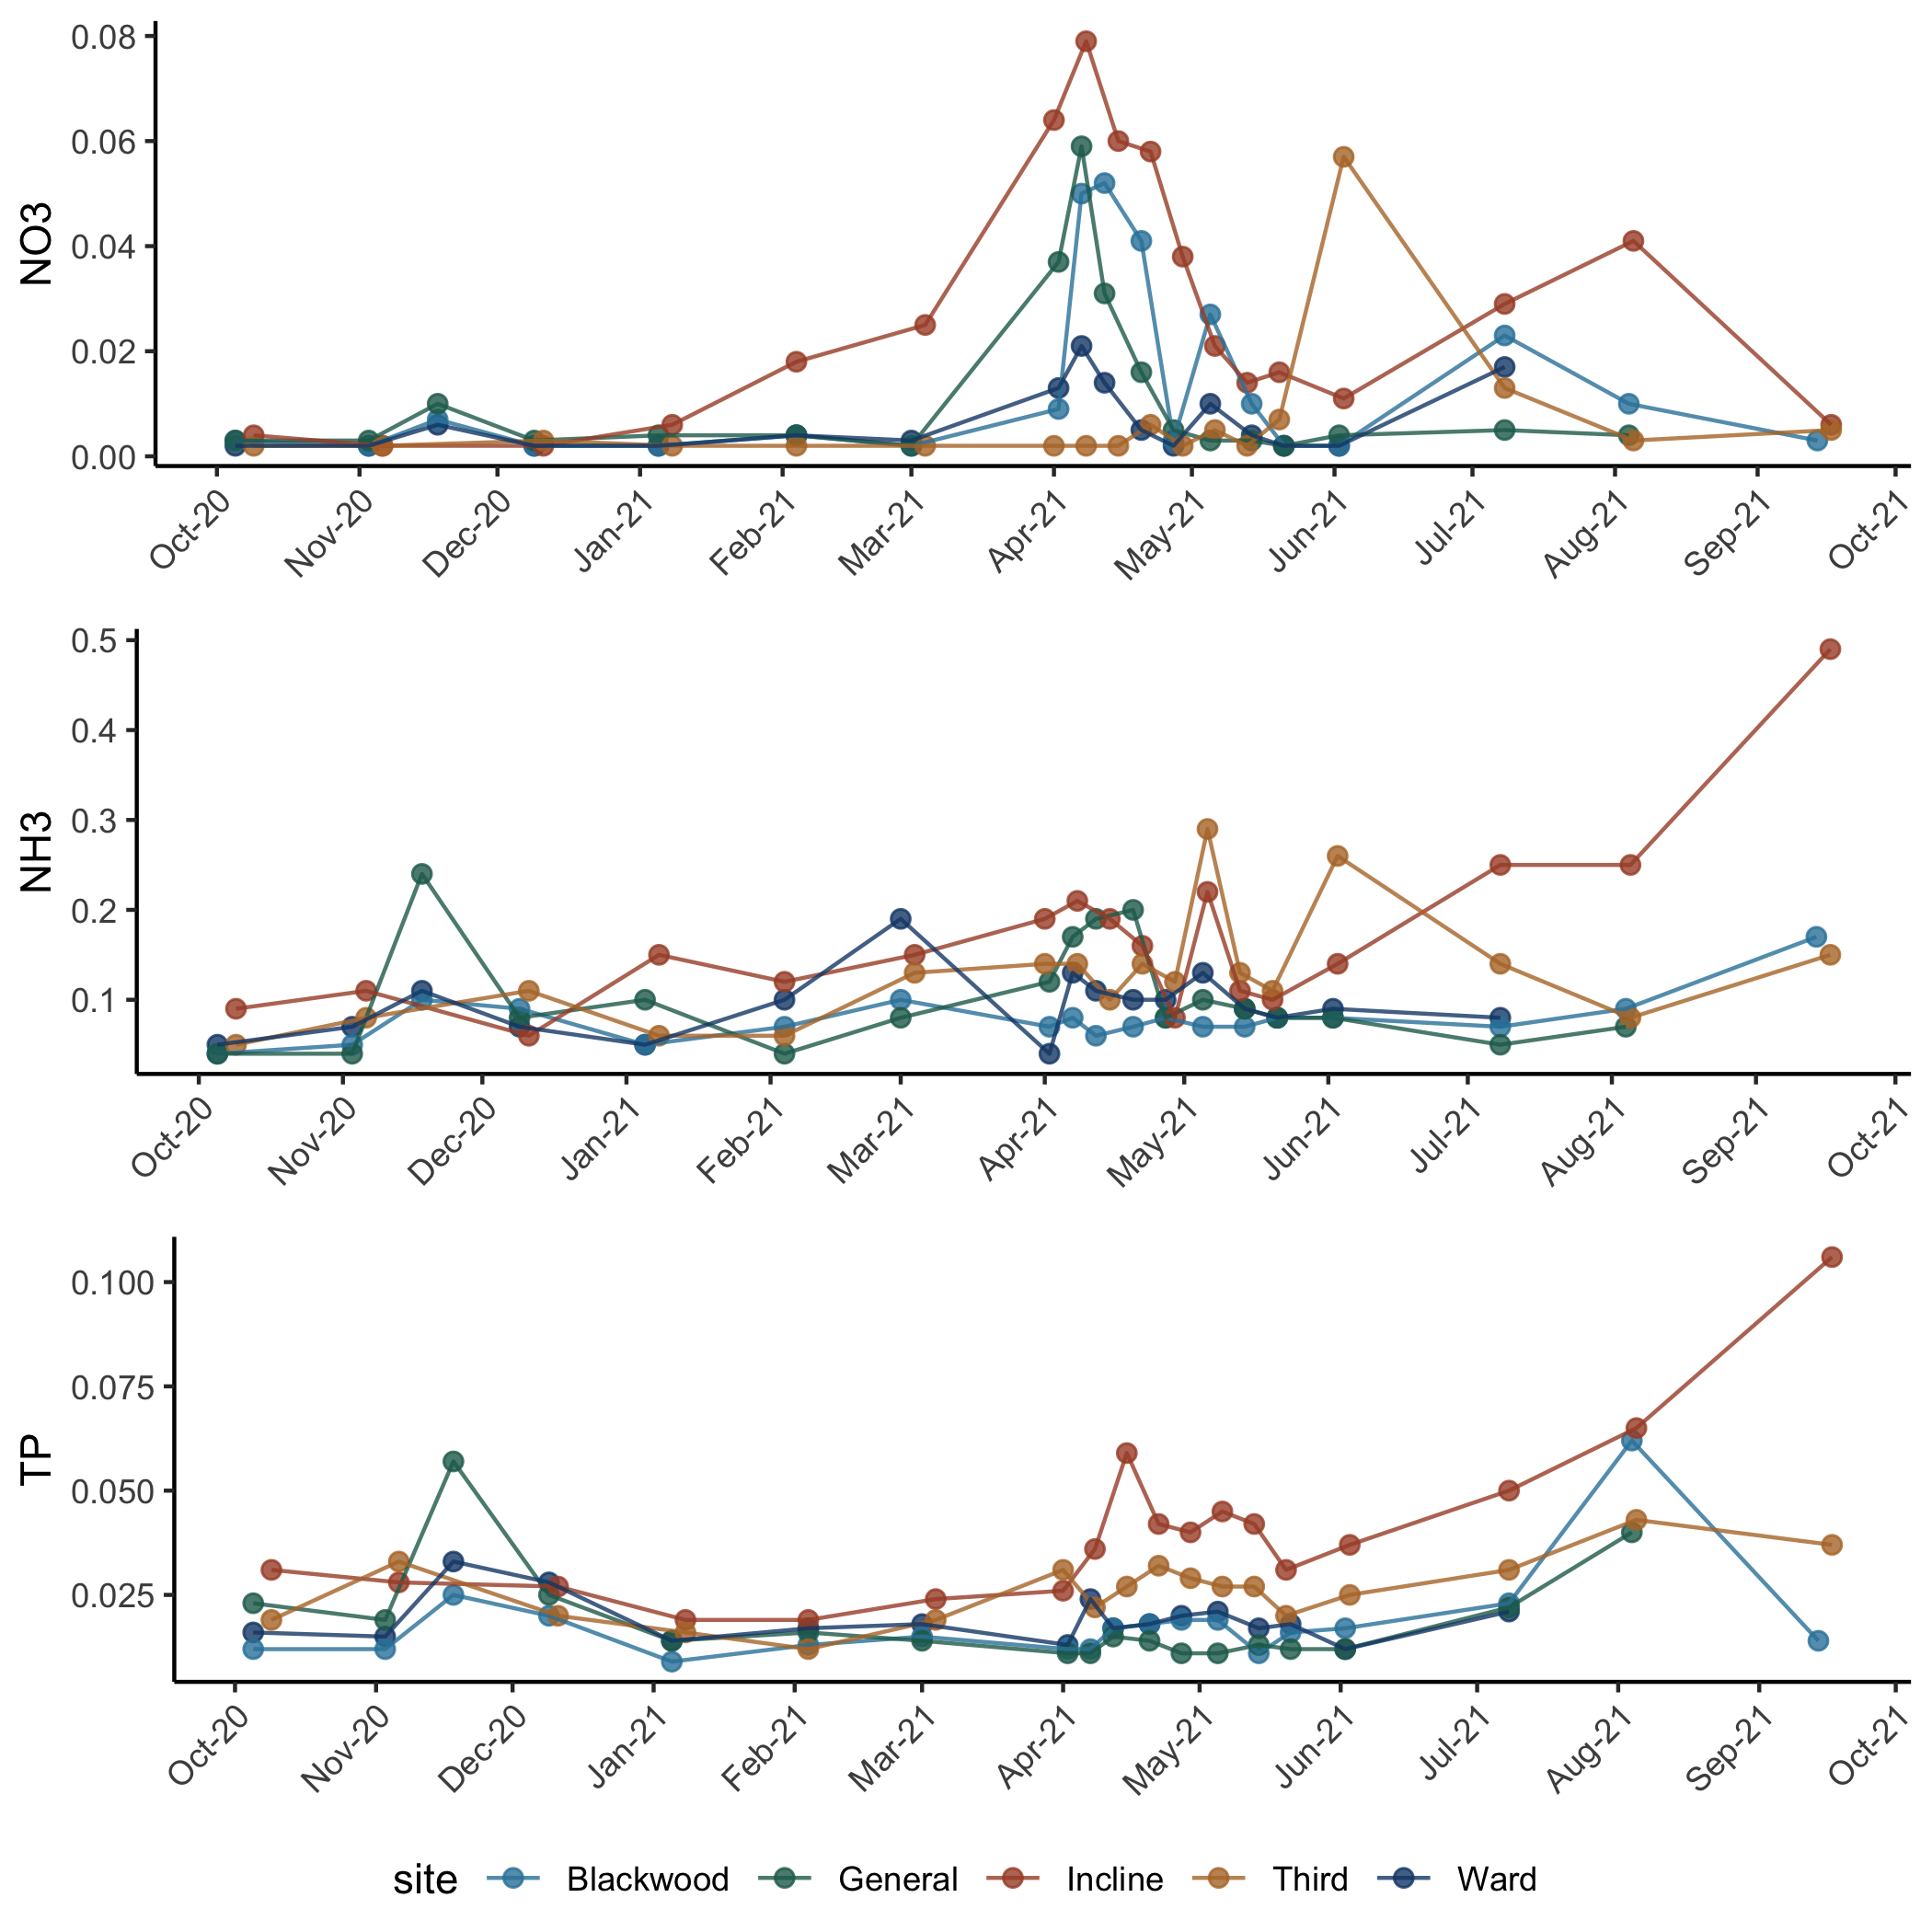 NO3
0.08
0.06
0.04
0.02
0.00
Oct-20 Nov-20 Dec-20 Jan-21 Feb-21 Mar-21 Apr-21 May-21 Jun-21 Jul-21 Aug-21 Sep-21 Oct-21
NH3
0.5
0.4
0.3
0.2
0.1
Oct-20 Nov-20 Dec-20 Jan-21 Feb-21 Mar-21 Apr-21 May-21 Jun-21 Jul-21 Aug-21 Sep-21 Oct-21
TP
0.100
0.075
0.050
0.025
Oct-20 Nov-20 Dec-20 Jan-21 Feb-21 Mar-21 Apr-21 May-21 Jun-21 Jul-21 Aug-21 Sep-21 Oct-21
site Blackwood General Incline Third Ward